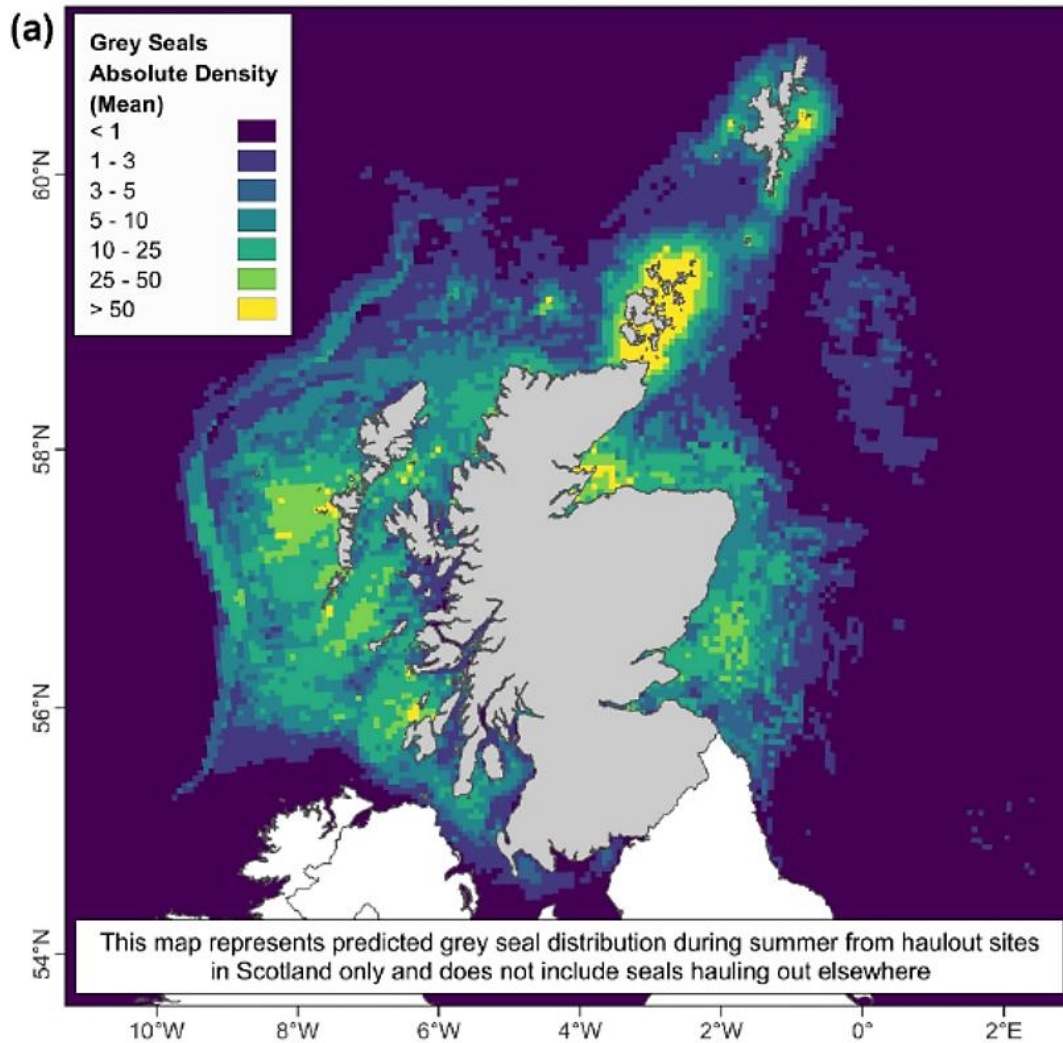 (a)
Grey Seals
Absolute Density
(Mean)
< 1
1 - 3
3 - 5
5 - 10
10 - 25
25 - 50
> 50
60°N
58°N
56°N
54°N
This map represents predicted grey seal distribution during summer from haulout sites
in Scotland only and does not include seals hauling out elsewhere
10°W 8°W 6°W 4°W 2°W 0° 2°E